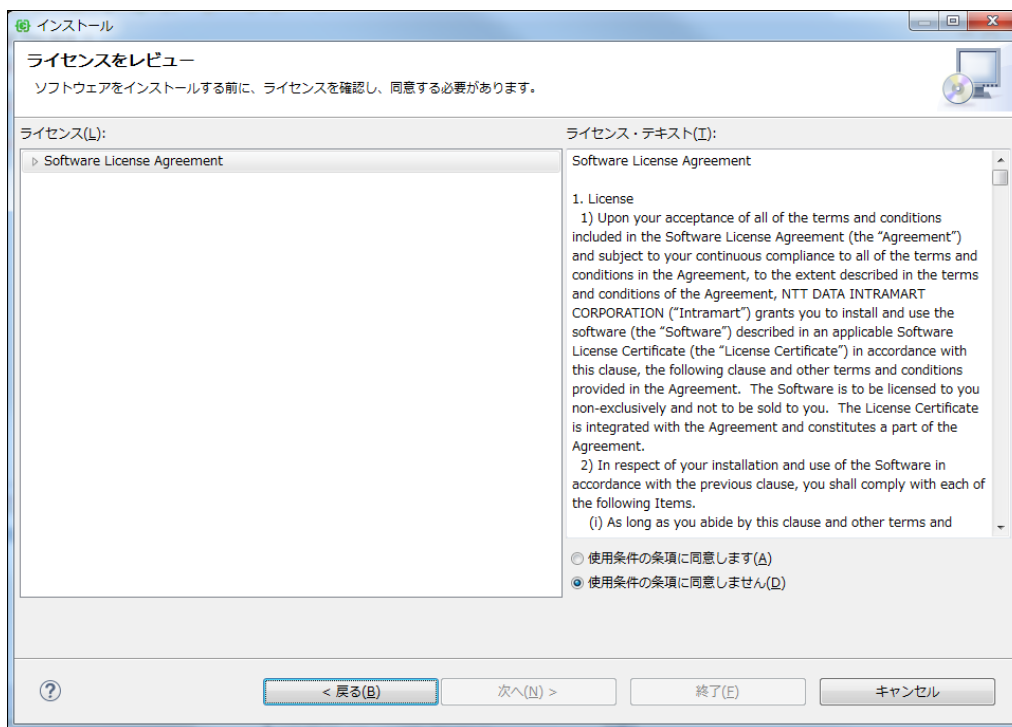 インストール
ライセンスをレビュー
ソフトウェアをインストールする前に、ライセンスを確認し、同意する必要があります。
ライセンス(L):
Software License Agreement
ライセンス・テキスト(T):
Software License Agreement
1. License
1) Upon your acceptance of all of the terms and conditions
included in the Software License Agreement (the “Agreement”)
and subject to your continuous compliance to all of the terms and
conditions in the Agreement, to the extent described in the terms
and conditions of the Agreement, NTT DATA INTRAMART
CORPORATION (“Intramart”) grants you to install and use the
software (the “Software”) described in an applicable Software
License Certificate (the “License Certificate”) in accordance with
this clause, the following clause and other terms and conditions
provided in the Agreement.  The Software is to be licensed to you
non-exclusively and not to be sold to you.  The License Certificate
is integrated with the Agreement and constitutes a part of the
Agreement.
2) In respect of your installation and use of the Software in
accordance with the previous clause, you shall comply with each of
the following Items.
(i) As long as you abide by this clause and other terms and
使用条件の条項に同意します(A)
使用条件の条項に同意しません(D)
?
< 戻る(B)
次へ(N) >
終了(F)
キャンセル